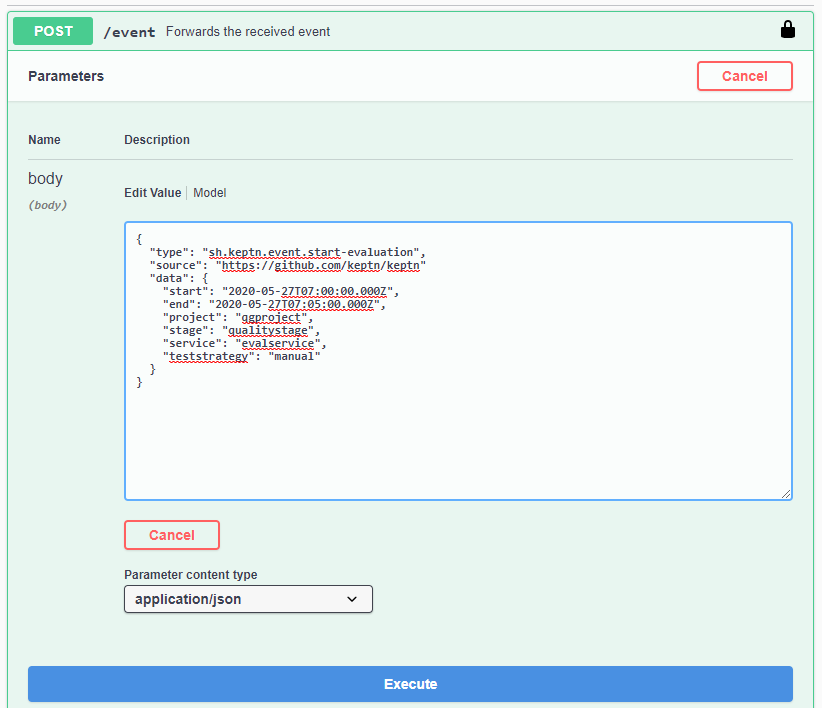 POST /event Forwards the received event
Parameters Cancel
Name Description
body
(body)
Edit Value Model
{
  "type": "sh.keptn.event.start-evaluation",
  "source": "https://github.com/keptn/keptn"
  "data": {
    "start": "2020-05-27T07:00:00.000Z",
    "end": "2020-05-27T07:05:00.000Z",
    "project": "qgproject",
    "stage": "qualitystage",
    "service": "evalservice",
    "teststrategy": "manual"
  }
}
Cancel
Parameter content type
application/json
Execute